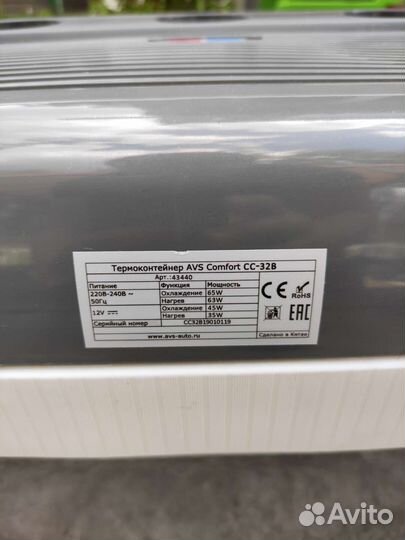 Термоконтейнер AVS Comfort CC-32B
Арт.:43440
Питание Функция Мощность
220В-240В ~ 50Гц Охлаждение 65W
Нагрев 63W
12V ⎓ Охлаждение 45W
Нагрев 35W
Серийный номер CC32B19010119
www.avs-auto.ru
CE RoHS
EAC
Сделано в Китае
Avito